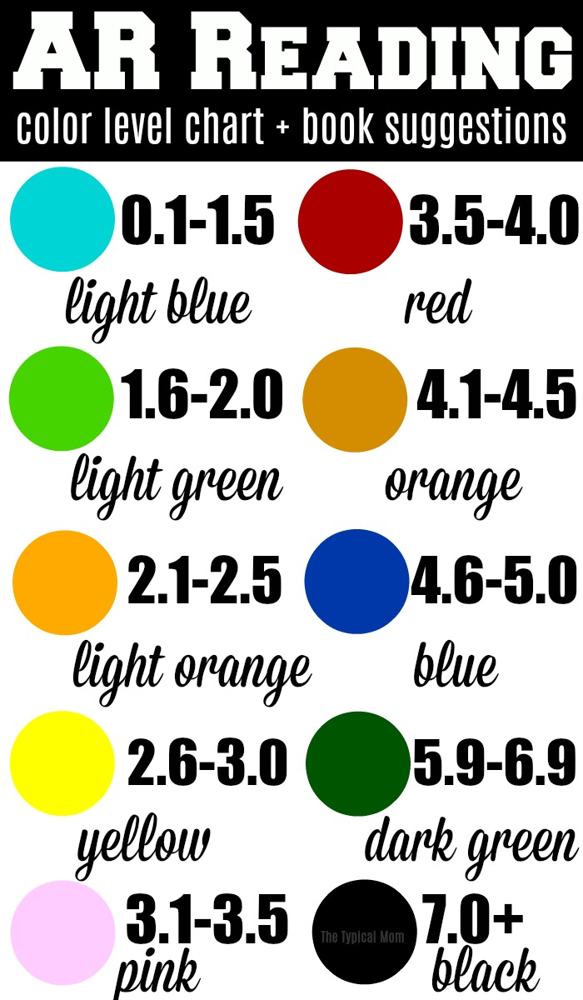 AR READING
color level chart + book suggestions
0.1-1.5
light blue
3.5-4.0
red
1.6-2.0
light green
4.1-4.5
orange
2.1-2.5
light orange
4.6-5.0
blue
2.6-3.0
yellow
5.9-6.9
dark green
3.1-3.5
pink
The Typical Mom
7.0+
black